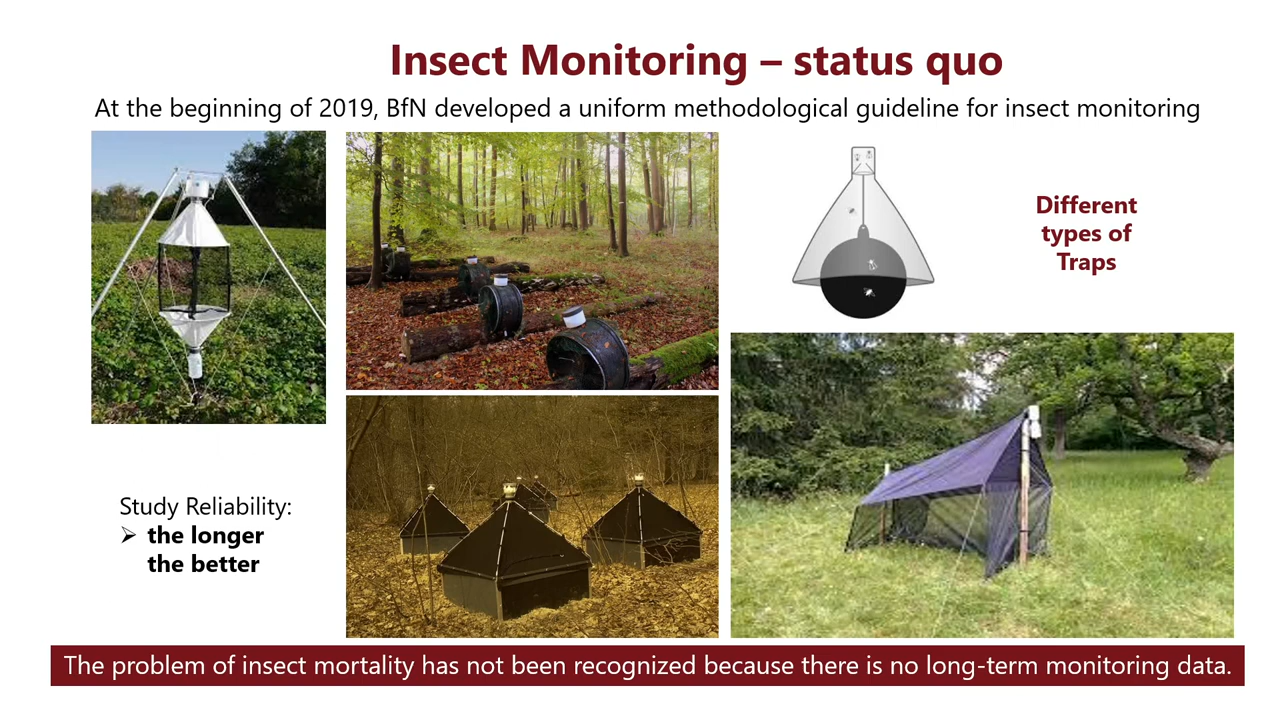 Insect Monitoring – status quo
At the beginning of 2019, BfN developed a uniform methodological guideline for insect monitoring
Different
types of
Traps
Study Reliability:
➢ the longer
the better
The problem of insect mortality has not been recognized because there is no long-term monitoring data.